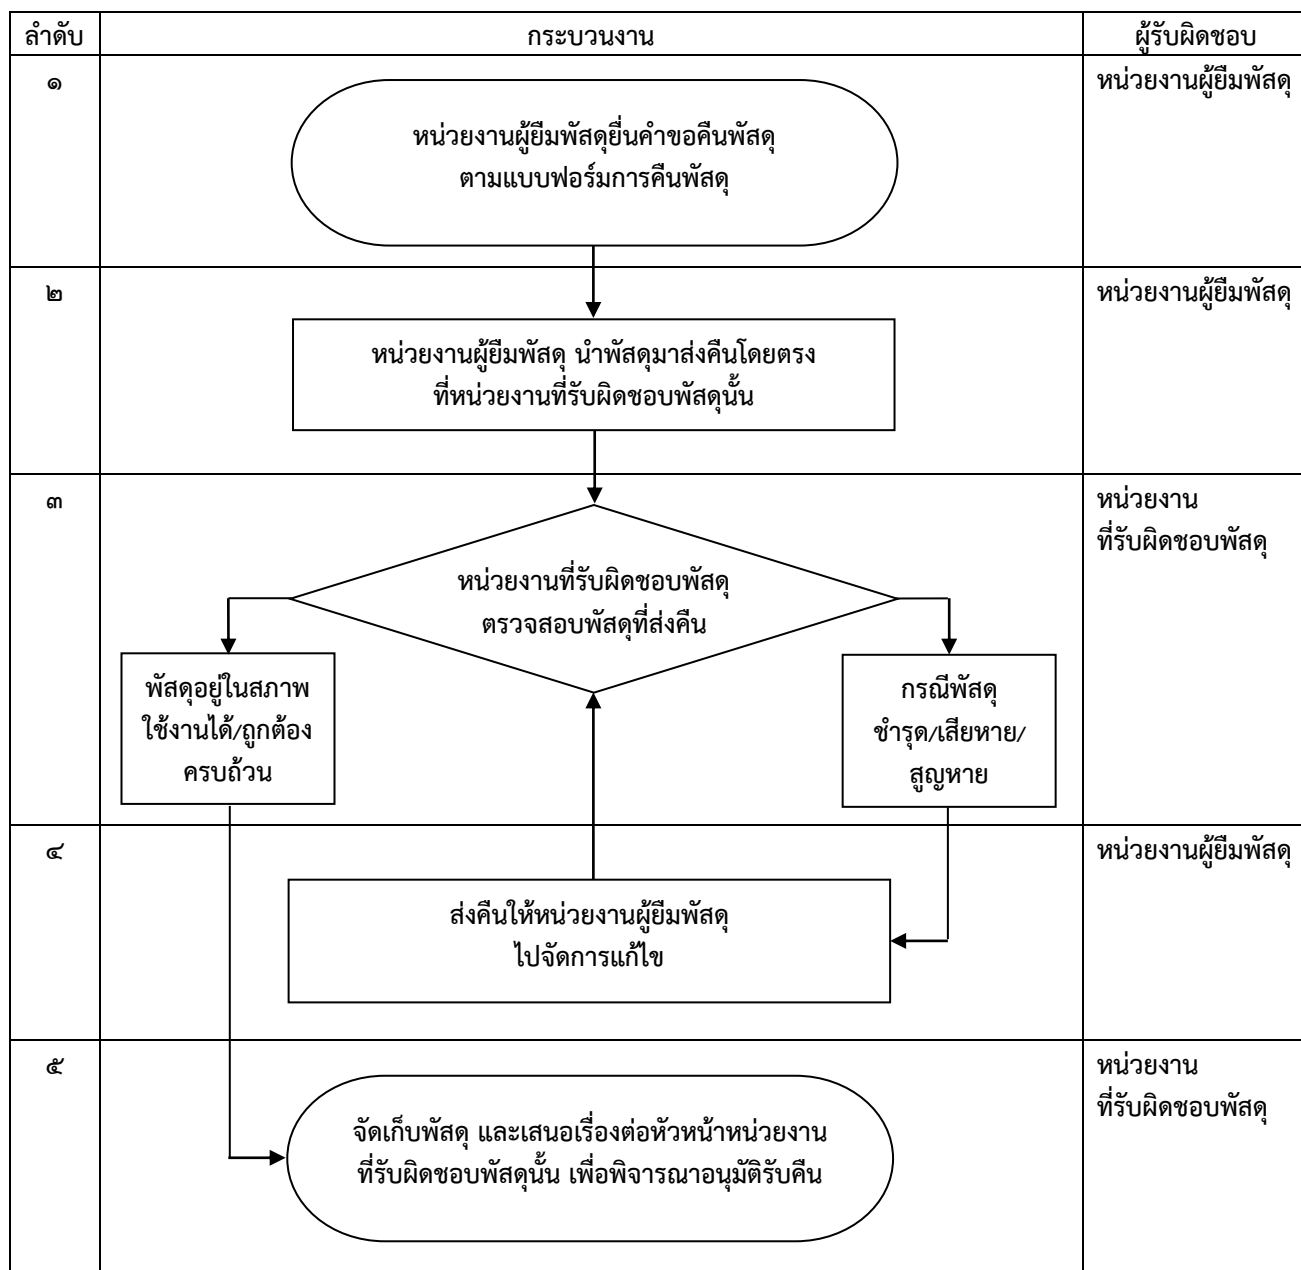 ลำดับ
กระบวนงาน
ผู้รับผิดชอบ
๑
หน่วยงานผู้ยืมพัสดุยื่นคำขอคืนพัสดุ
ตามแบบฟอร์มการคืนพัสดุ
หน่วยงานผู้ยืมพัสดุ
๒
หน่วยงานผู้ยืมพัสดุ นำพัสดุมาส่งคืนโดยตรง
ที่หน่วยงานที่รับผิดชอบพัสดุนั้น
หน่วยงานผู้ยืมพัสดุ
๓
หน่วยงานที่รับผิดชอบพัสดุ
ตรวจสอบพัสดุที่ส่งคืน
หน่วยงาน
ที่รับผิดชอบพัสดุ
พัสดุอยู่ในสภาพ
ใช้งานได้/ถูกต้อง
ครบถ้วน
กรณีพัสดุ
ชำรุด/เสียหาย/
สูญหาย
๔
ส่งคืนให้หน่วยงานผู้ยืมพัสดุ
ไปจัดการแก้ไข
หน่วยงานผู้ยืมพัสดุ
๕
จัดเก็บพัสดุ และเสนอเรื่องต่อหัวหน้าหน่วยงาน
ที่รับผิดชอบพัสดุนั้น เพื่อพิจารณาอนุมัติรับคืน
หน่วยงาน
ที่รับผิดชอบพัสดุ